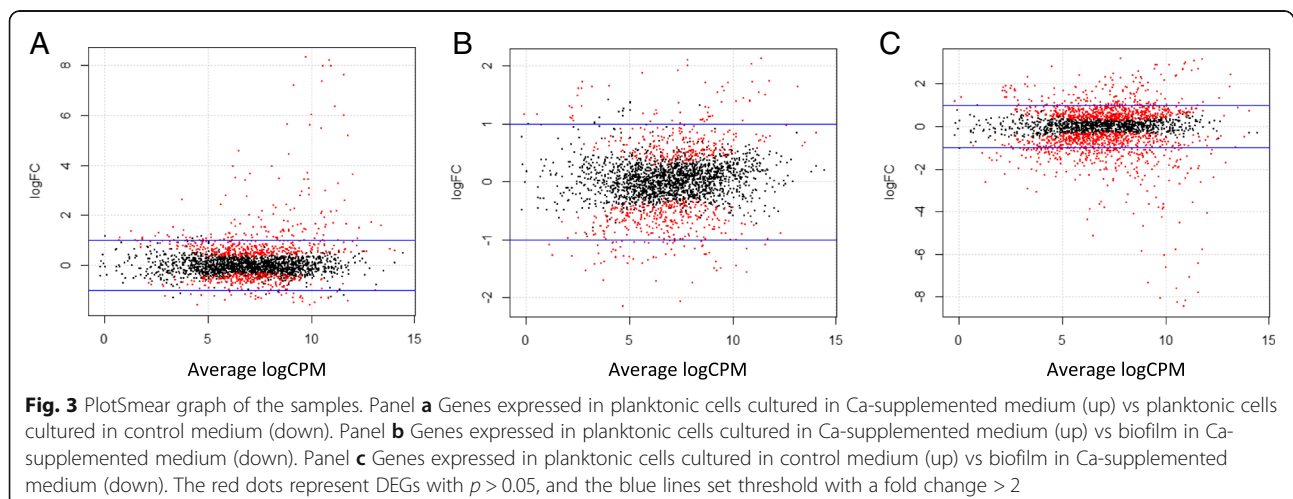 A
B
C
8
6
4
2
0
logFC
5
10
15
Average logCPM
2
1
0
-1
-2
logFC
0
5
10
15
Average logCPM
2
0
-2
-4
-6
-8
logFC
0
5
10
15
Average logCPM
Fig. 3 PlotSmear graph of the samples. Panel a Genes expressed in planktonic cells cultured in Ca-supplemented medium (up) vs planktonic cells
cultured in control medium (down). Panel b Genes expressed in planktonic cells cultured in Ca-supplemented medium (up) vs biofilm in Ca-
supplemented medium (down). Panel c Genes expressed in planktonic cells cultured in control medium (up) vs biofilm in Ca-supplemented
medium (down). The red dots represent DEGs with p > 0.05, and the blue lines set threshold with a fold change > 2